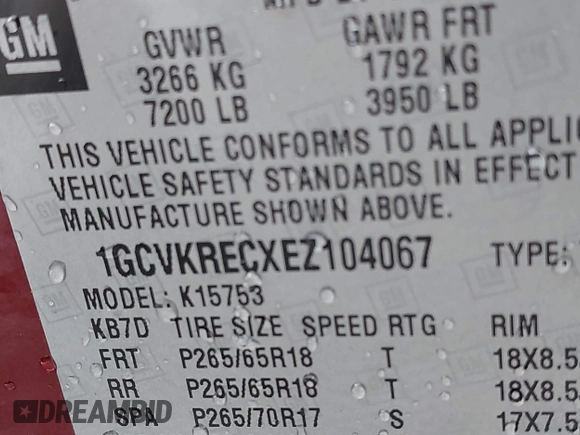 GM
GVWR GAWR FRT
3266 KG 1792 KG
7200 LB 3950 LB
THIS VEHICLE CONFORMS TO ALL APPLI
VEHICLE SAFETY STANDARDS IN EFFECT
MANUFACTURE SHOWN ABOVE.
1GCVKRECXEZ104067 TYPE:
MODEL: K15753
KB7D TIRE SIZE SPEED RTG RIM
FRT P265/65R18 T 18X8.5
RR P265/65R18 T 18X8.5
SPA P265/70R17 S 17X7.5
DREAMBID